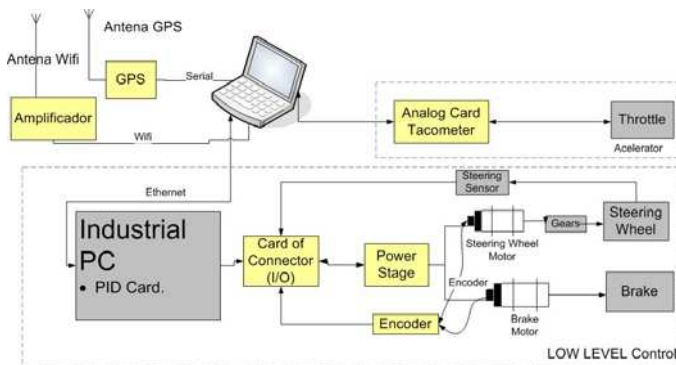 Antena GPS
Antena Wifi
GPS
Serial
Amplificador
Wifi
Analog Card
Tacometer
Throttle
Acelerator
Ethernet
Industrial
PC
• PID Card.
Card of
Connector
(I/O)
Power
Stage
Steering
Sensor
Steering Wheel
Motor
Gears
Steering
Wheel
Encoder
Encoder
Brake
Motor
Brake
LOW LEVEL Control